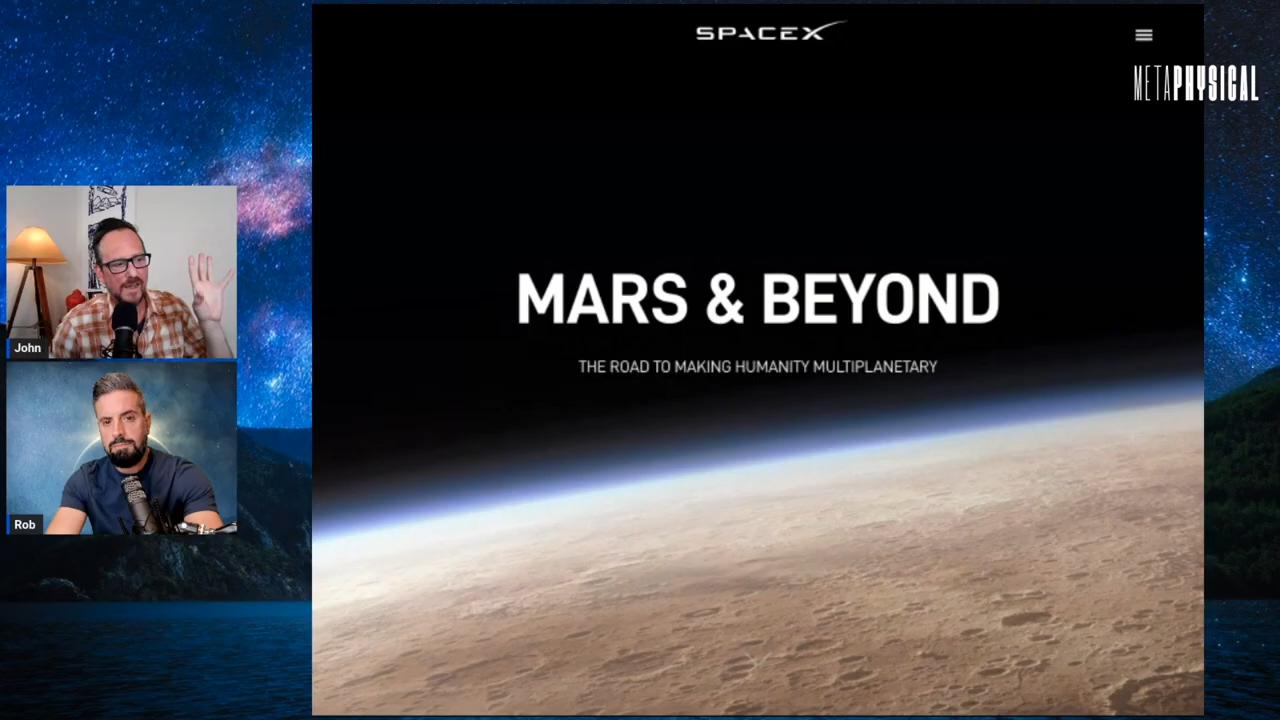 SPACEX
METAPHYSICAL
MARS & BEYOND
THE ROAD TO MAKING HUMANITY MULTIPLANETARY
John
Rob